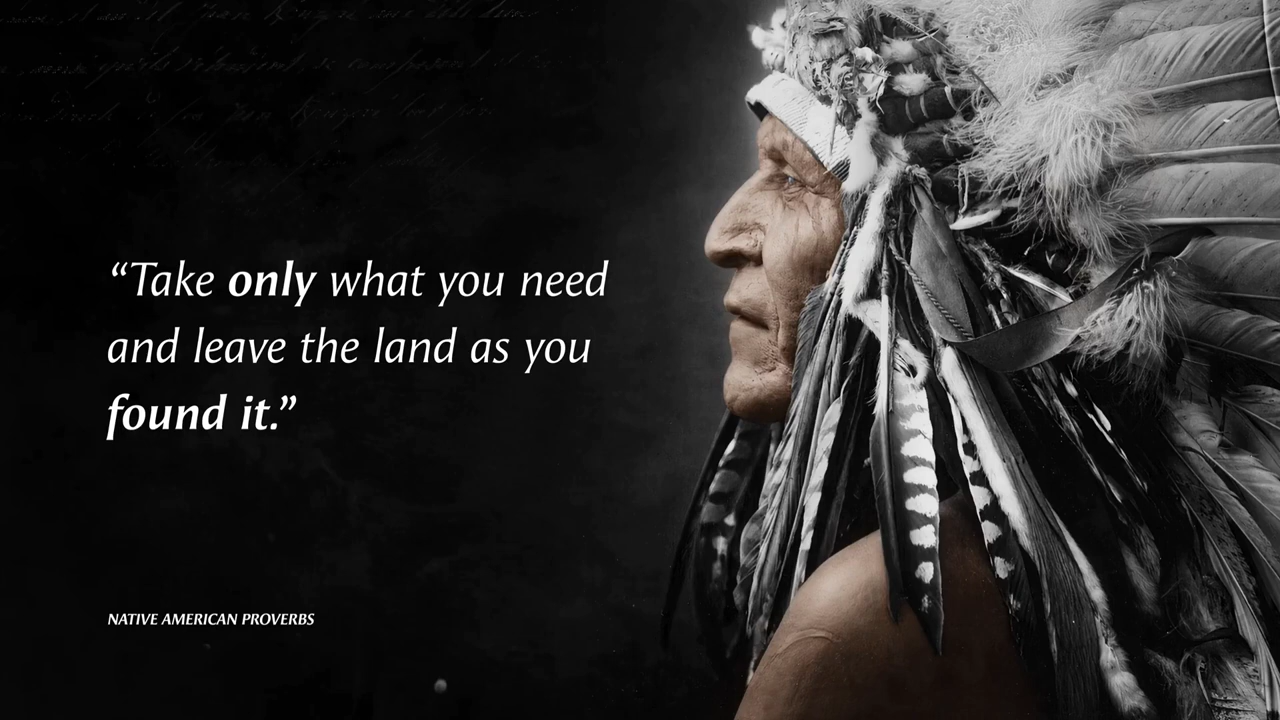 “Take only what you need
and leave the land as you
found it.”
NATIVE AMERICAN PROVERBS